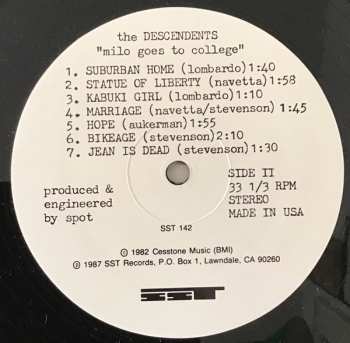 the DESCENDENTS
"milo goes to college"
1. SUBURBAN HOME (lombardo)1:40
2. STATUE OF LIBERTY (navetta)1:58
3. KABUKI GIRL (lombardo)1:10
4. MARRIAGE (navetta/stevenson) 1:45
5. HOPE (aukerman)1:55
6. BIKEAGE (stevenson)2:10
7. JEAN IS DEAD (stevenson)1:30
produced &
engineered
by spot
SIDE II
33 1/3 RPM
STEREO
MADE IN USA
SST 142
© 1982 Cesstone Music (BMI)
℗ 1987 SST Records, P.O. Box 1, Lawndale, CA 90260
SST